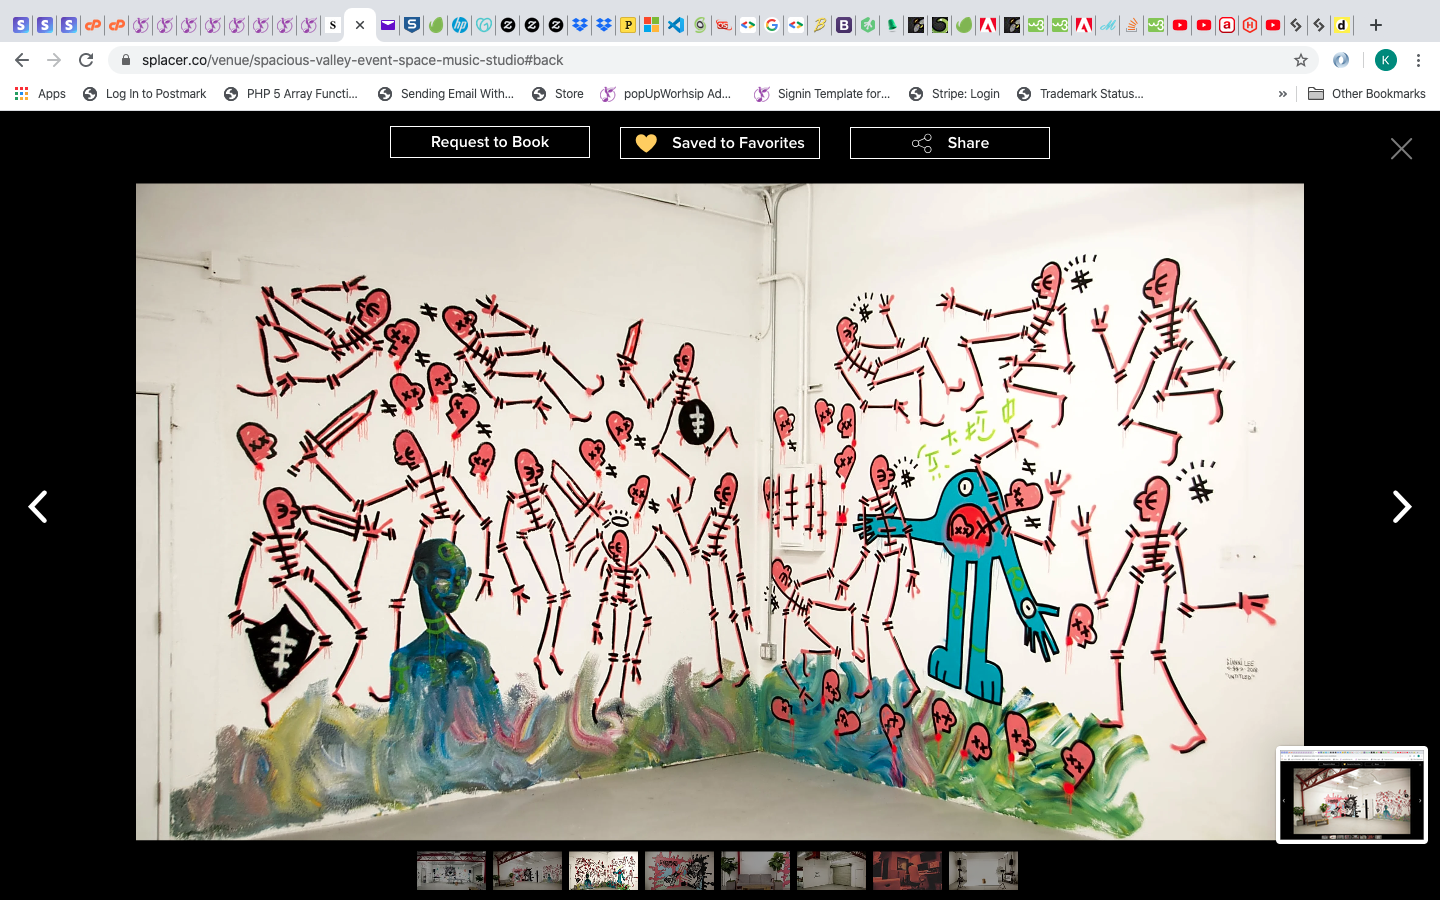 splacer.co/venue/spacious-valley-event-space-music-studio#back
K
Apps
Log In to Postmark
PHP 5 Array Functi...
Sending Email With...
Store
popUpWorhsip Ad...
Signin Template for...
Stripe: Login
Trademark Status...
»
Other Bookmarks
Request to Book
Saved to Favorites
Share
"UNTITLED"